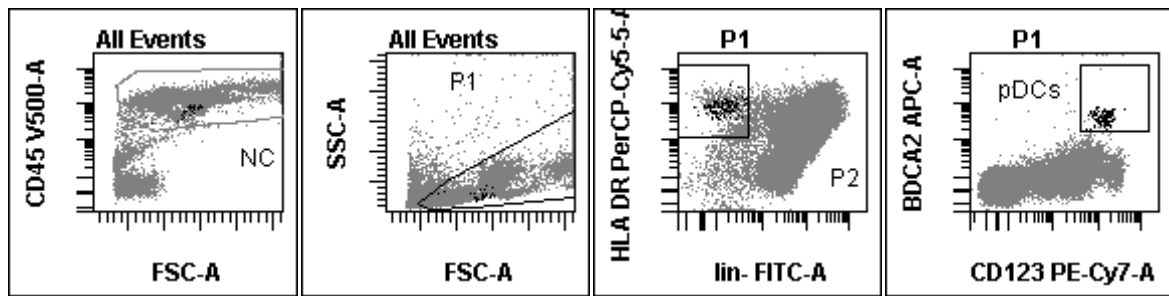 All Events
CD45 V500-A
NC
FSC-A
All Events
SSC-A
P1
FSC-A
P1
HLA DR PerCP-Cy5-5-A
P2
lin- FITC-A
P1
BDCA2 APC-A
pDCs
CD123 PE-Cy7-A